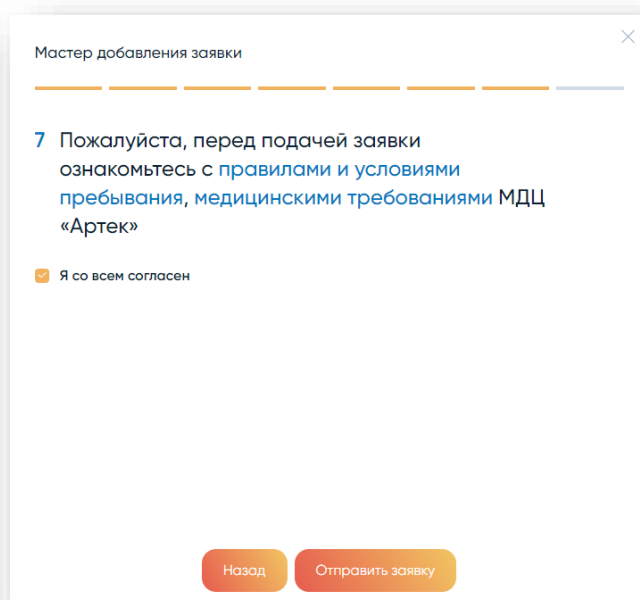 Мастер добавления заявки
7 Пожалуйста, перед подачей заявки
ознакомьтесь с правилами и условиями
пребывания, медицинскими требованиями МДЦ
«Артек»
Я со всем согласен
Назад Отправить заявку